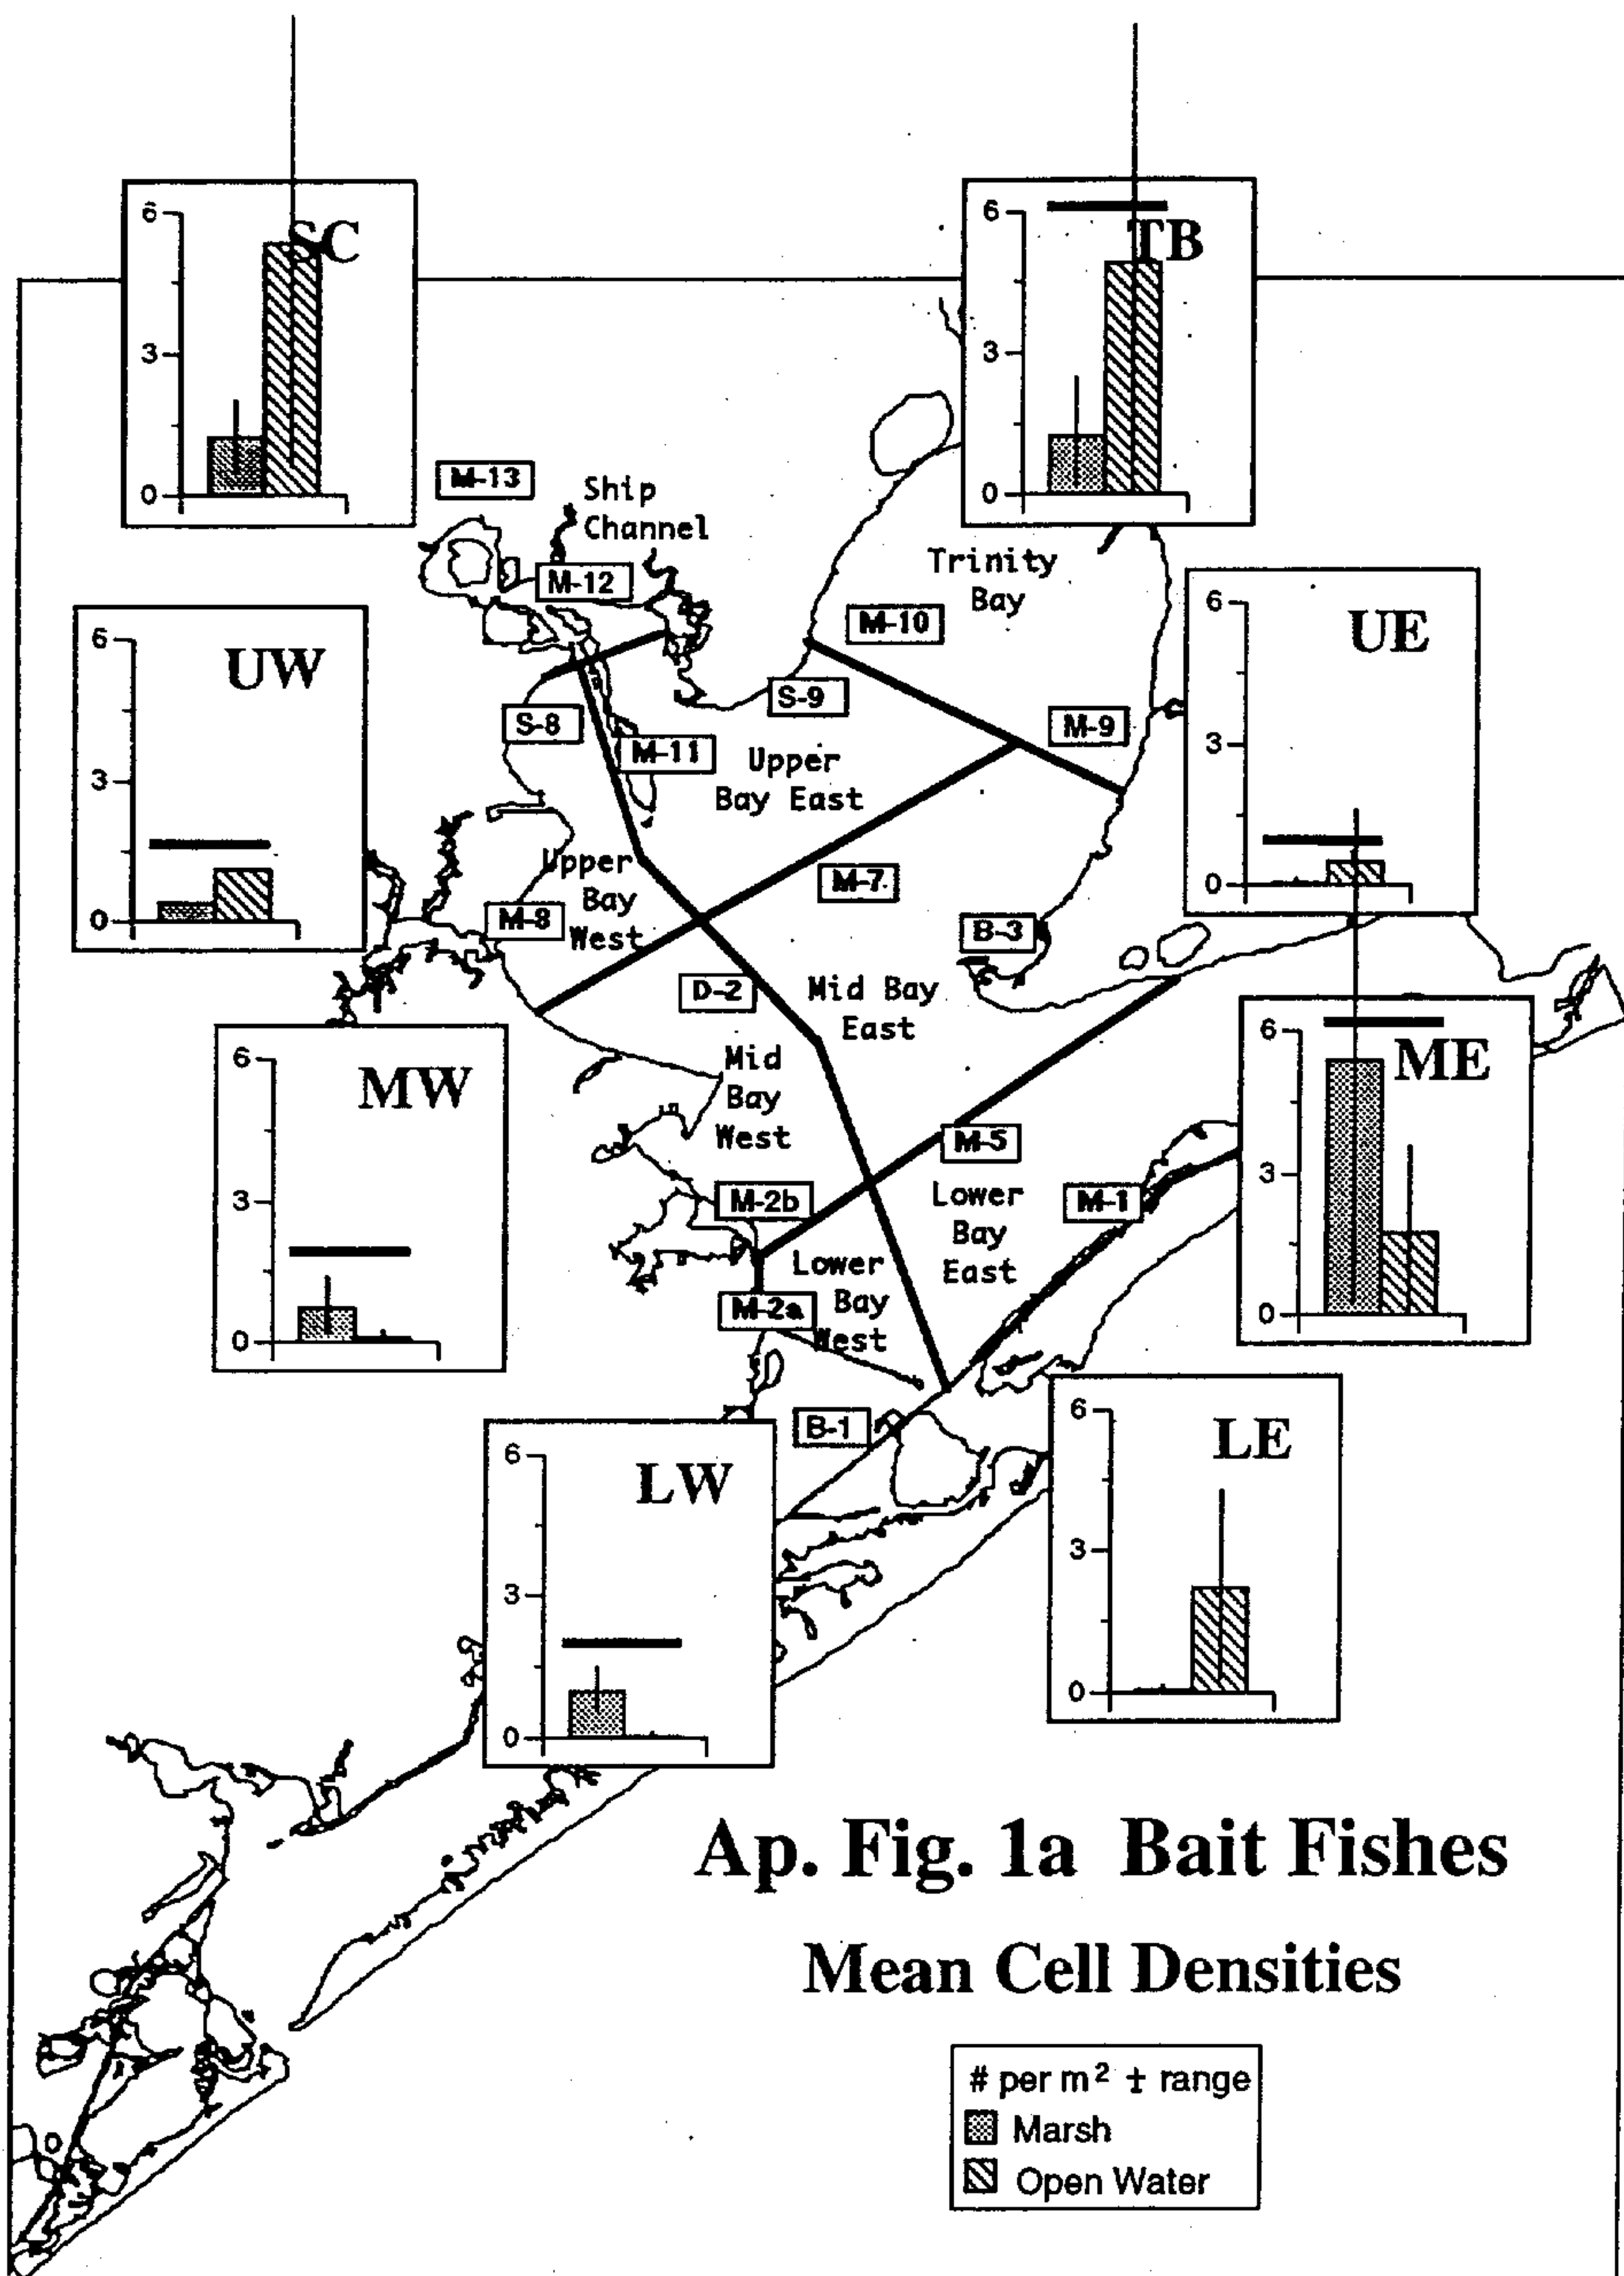 SC
6
3
0
TB
6
3
0
M-13
Ship
Channel
M-12
Trinity
Bay
M-10
UW
6
3
0
UE
6
3
0
S-9
S-8
M-9
M-11
Upper
Bay East
Upper
Bay
West
M-7
M-8
B-3
D-2
Mid Bay
East
MW
6
3
0
ME
6
3
0
Mid
Bay
West
M-5
M-2b
M-1
Lower
Bay
East
Lower
Bay
West
M-2a
B-1
LE
6
3
0
LW
6
3
0
Ap. Fig. 1a Bait Fishes
Mean Cell Densities
# per m² ± range
Marsh
Open Water